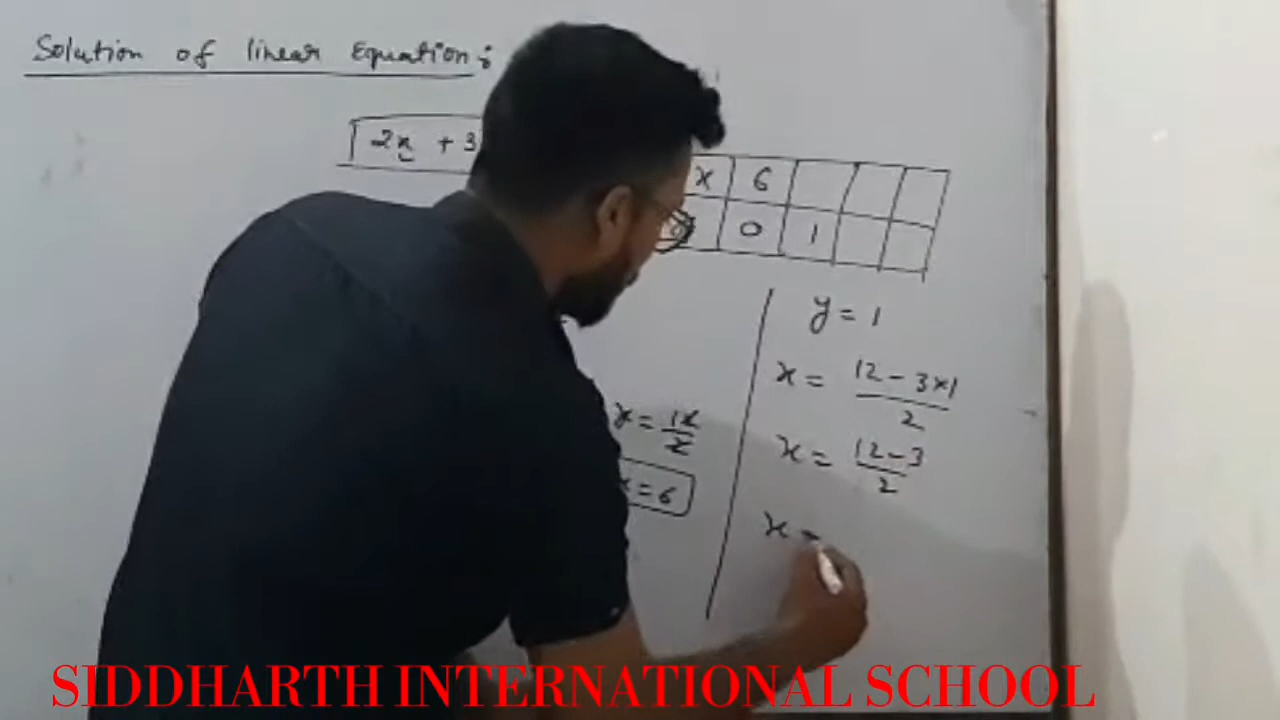 Solution of linear Equation:
2x + 3
x 6
0 1
x = 12/2
x = 6
y = 1
x = 12 - 3×1 / 2
x = 12 - 3 / 2
x =
SIDDHARTH INTERNATIONAL SCHOOL